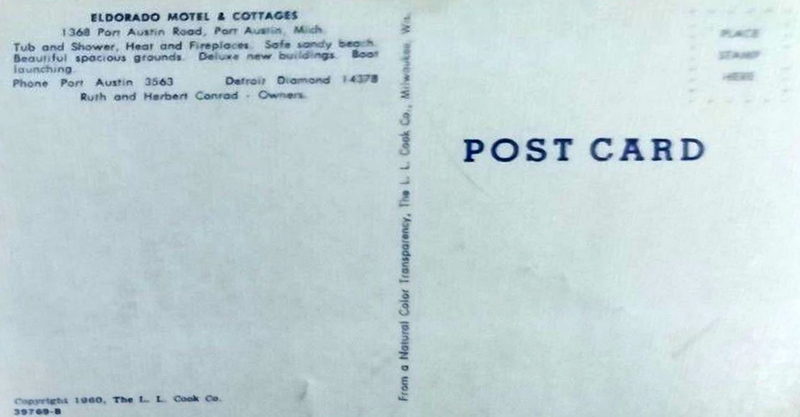 ELDORADO MOTEL & COTTAGES
1368 Port Austin Road, Port Austin, Mich.
Tub and Shower, Heat and Fireplaces. Safe sandy beach.
Beautiful spacious grounds. Deluxe new buildings. Boat
launching.
Phone Port Austin 3563 Detroit Diamond 14378
Ruth and Herbert Conrad - Owners.
Copyright 1960, The L. L. Cook Co.
39769-B
From a Natural Color Transparency, The L. L. Cook Co., Milwaukee, Wis.
PLACE
STAMP
HERE
POST CARD